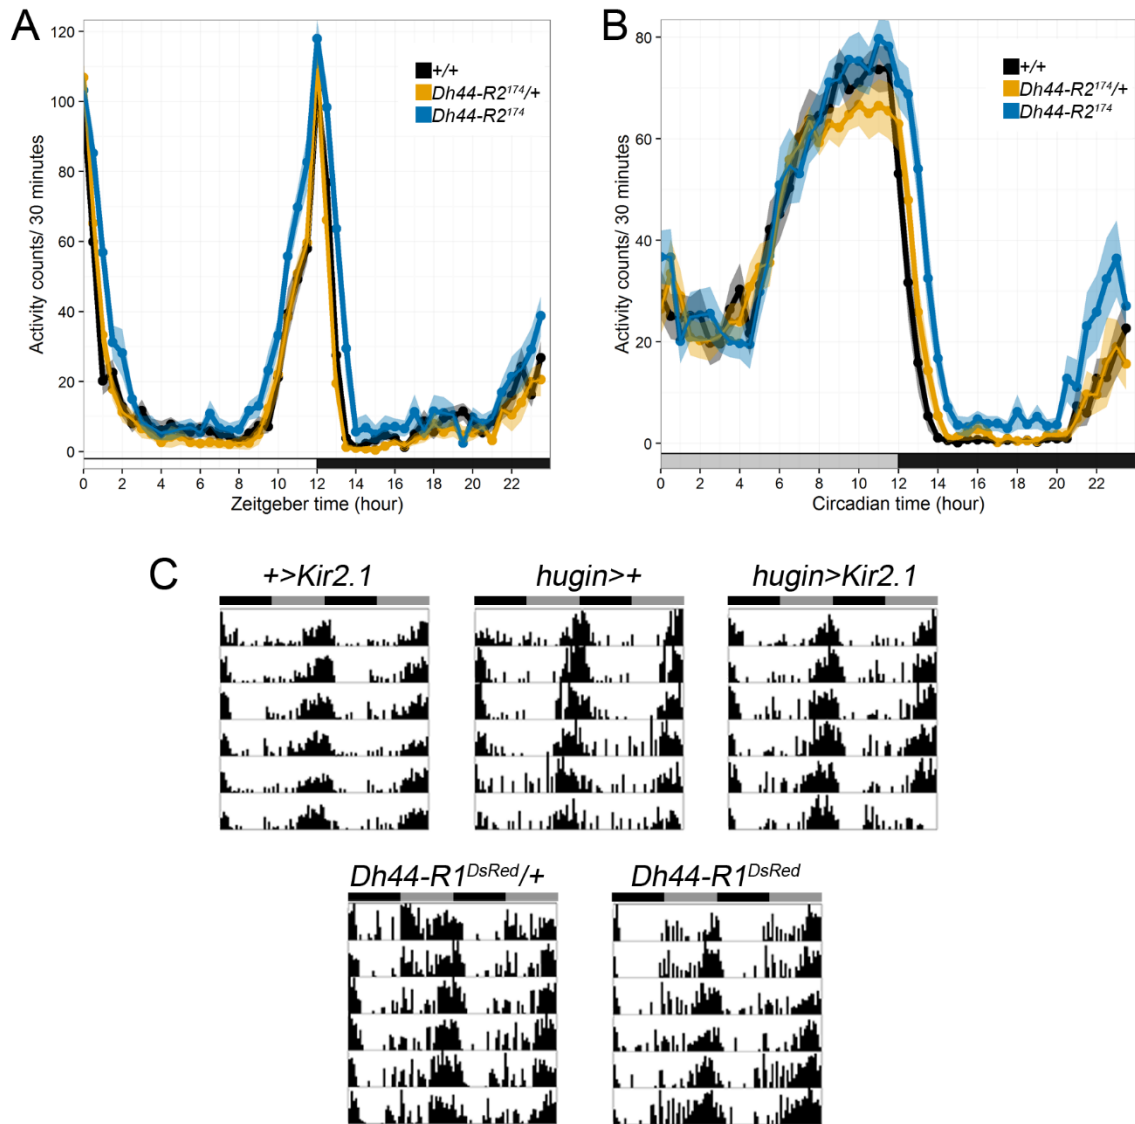 A
Activity counts/ 30 minutes
120
100
80
60
40
20
0
+/+
Dh44-R2¹⁷⁴/+
Dh44-R2¹⁷⁴
0 2 4 6 8 10 12 14 16 18 20 22
Zeitgeber time (hour)
B
Activity counts/ 30 minutes
80
60
40
20
0
+/+
Dh44-R2¹⁷⁴/+
Dh44-R2¹⁷⁴
0 2 4 6 8 10 12 14 16 18 20 22
Circadian time (hour)
C
+>Kir2.1
hugin>+
hugin>Kir2.1
Dh44-R1ᴰˢᴿᵉᵈ/+
Dh44-R1ᴰˢᴿᵉᵈ